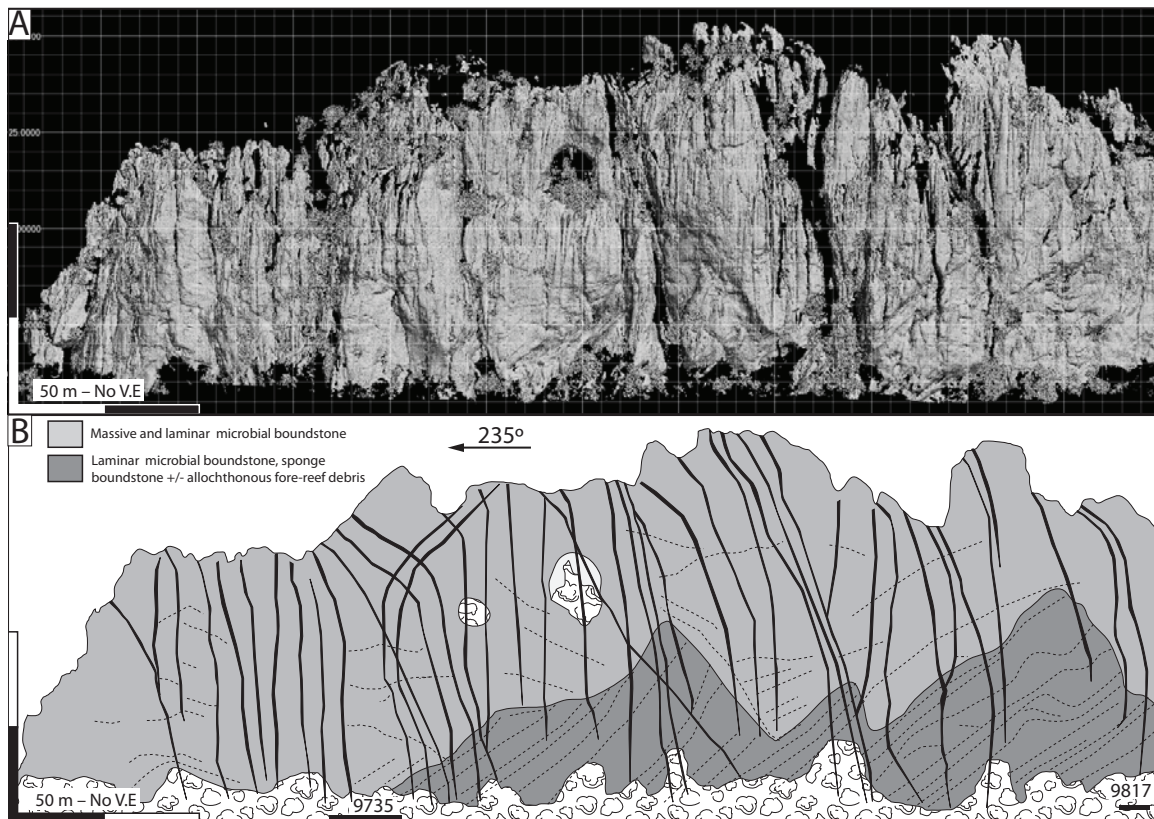 A
25.0000
50 m – No V.E
B
Massive and laminar microbial boundstone
235º
Laminar microbial boundstone, sponge
boundstone +/- allochthonous fore-reef debris
9817
50 m – No V.E
9735